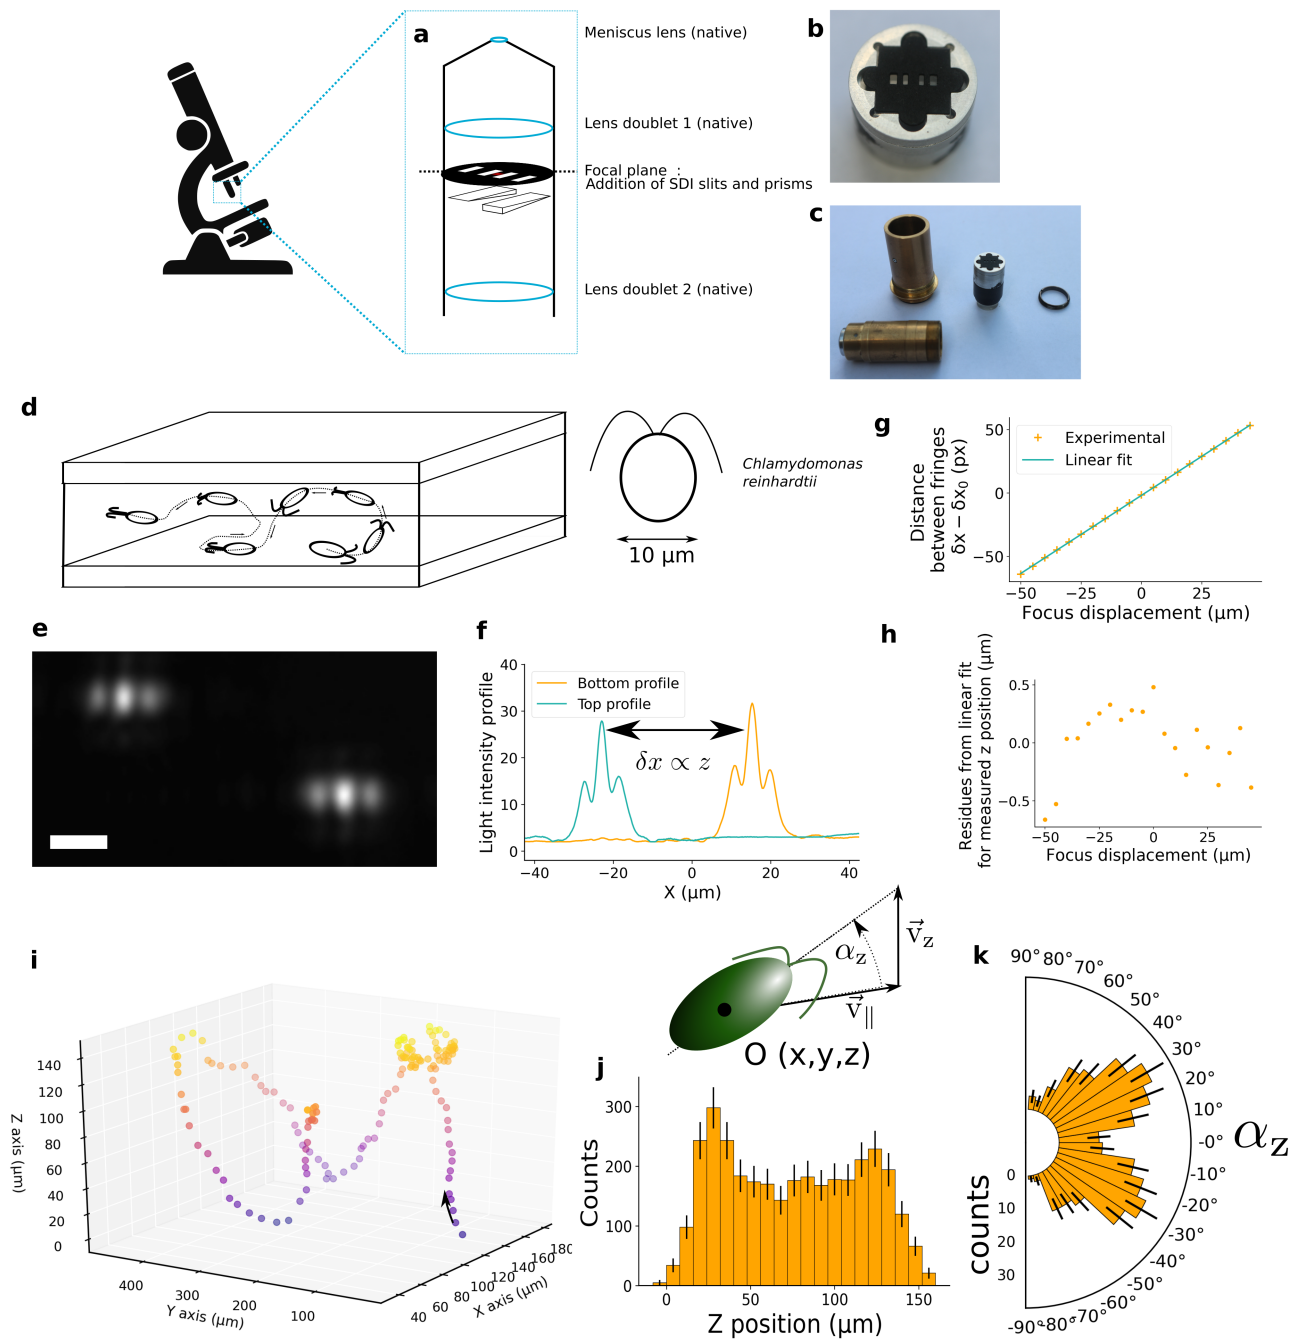 a
Meniscus lens (native)
Lens doublet 1 (native)
Focal plane :
Addition of SDI slits and prisms
Lens doublet 2 (native)
b
c
d
Chlamydomonas
reinhardtii
10 μm
g
Distance
between fringes
δx − δx₀ (px)
50
0
−50
Experimental
Linear fit
−50
−25
0
25
Focus displacement (μm)
e
f
Light intensity profile
40
30
20
10
0
Bottom profile
Top profile
δx ∝ z
−40
−20
0
20
40
X (μm)
h
Residues from linear fit
for measured z position (μm)
0.5
0.0
−0.5
−50
−25
0
25
Focus displacement (μm)
i
Z axis (μm)
140
120
100
80
60
40
20
0
400
300
200
100
Y axis (μm)
40
60
80
100
120
140
160
180
X axis (μm)
αz
v⃗z
v⃗||
O (x,y,z)
j
Counts
300
200
100
0
0
50
100
150
Z position (μm)
k
90°
80°
70°
60°
50°
40°
30°
20°
10°
-0°
-10°
-20°
-30°
-40°
-50°
-60°
-70°
-80°
-90°
αz
counts
0
10
20
30